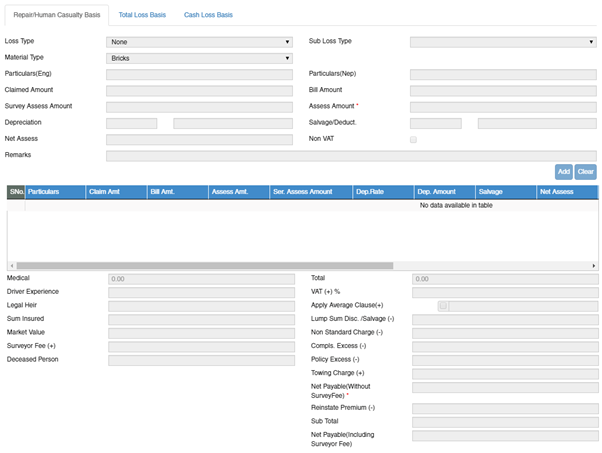 Repair/Human Casualty Basis Total Loss Basis Cash Loss Basis
Loss Type None Sub Loss Type
Material Type Bricks
Particulars(Eng) Particulars(Nep)
Claimed Amount Bill Amount
Survey Assess Amount Assess Amount *
Depreciation Salvage/Deduct.
Net Assess Non VAT
Remarks
Add Clear
SNo. Particulars Claim Amt Bill Amt. Assess Amt. Ser. Assess Amount Dep.Rate Dep. Amount Salvage Net Assess
No data available in table
Medical 0.00 Total 0.00
Driver Experience VAT (+) %
Legal Heir Apply Average Clause(+)
Sum Insured Lump Sum Disc. /Salvage (-)
Market Value Non Standard Charge (-)
Surveyor Fee (+) Compls. Excess (-)
Deceased Person Policy Excess (-)
Towing Charge (+)
Net Payable(Without
SurveyFee) *
Reinstate Premium (-)
Sub Total
Net Payable(Including
Surveyor Fee)